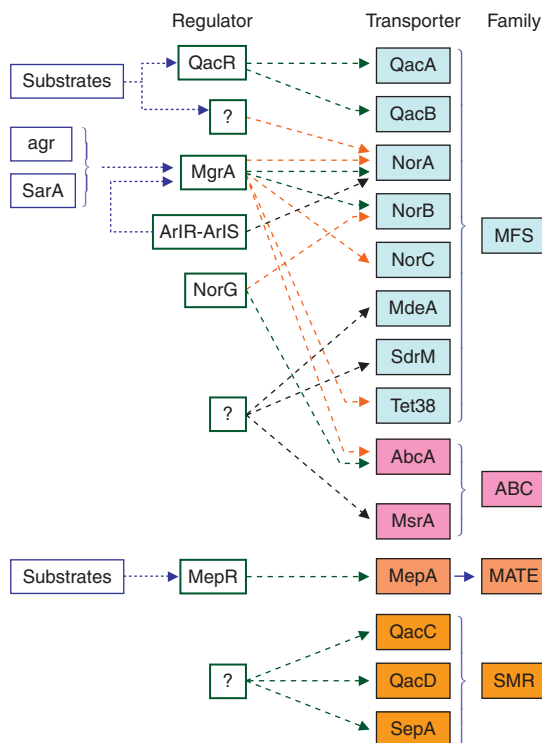 Regulator Transporter Family
QacR QacA
Substrates
? QacB
agr NorA
MgrA
SarA
NorB
ArlR-ArlS MFS
NorC
NorG
MdeA
SdrM
? Tet38
AbcA
ABC
MsrA
Substrates MepR MepA MATE
QacC
? QacD SMR
SepA